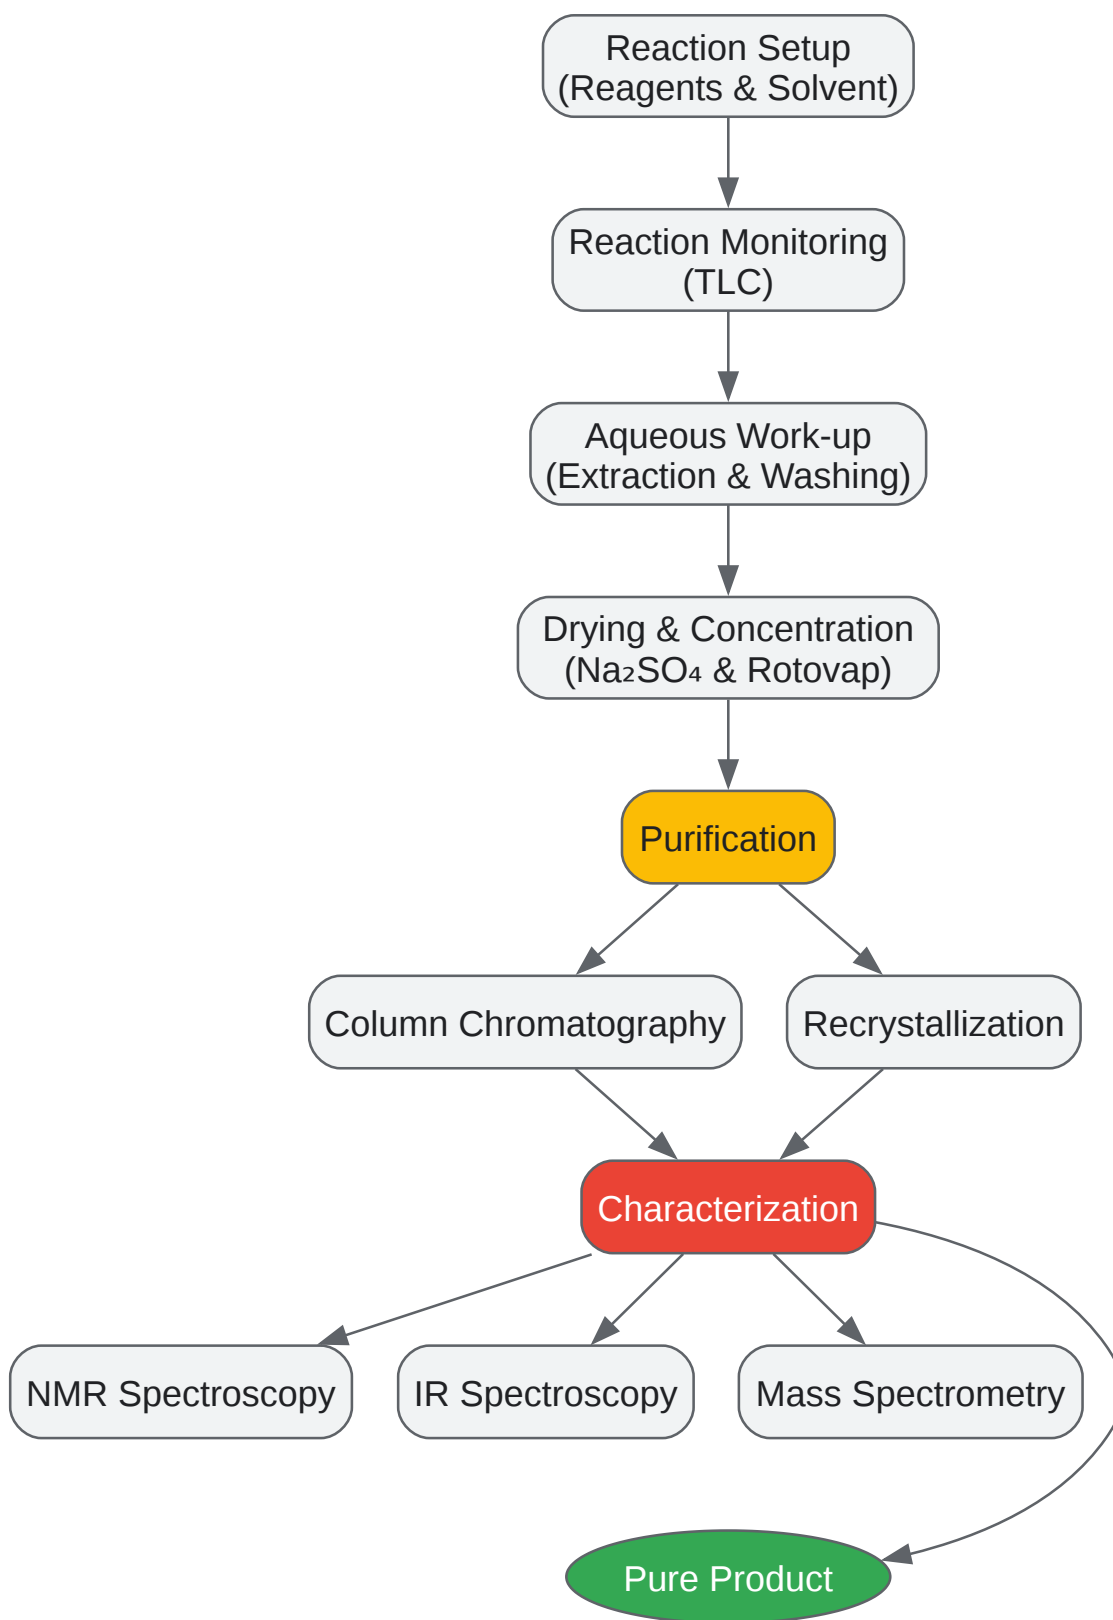 Reaction Setup
(Reagents & Solvent)
Reaction Monitoring
(TLC)
Aqueous Work-up
(Extraction & Washing)
Drying & Concentration
(Na₂SO₄ & Rotovap)
Purification
Column Chromatography
Recrystallization
Characterization
NMR Spectroscopy
IR Spectroscopy
Mass Spectrometry
Pure Product